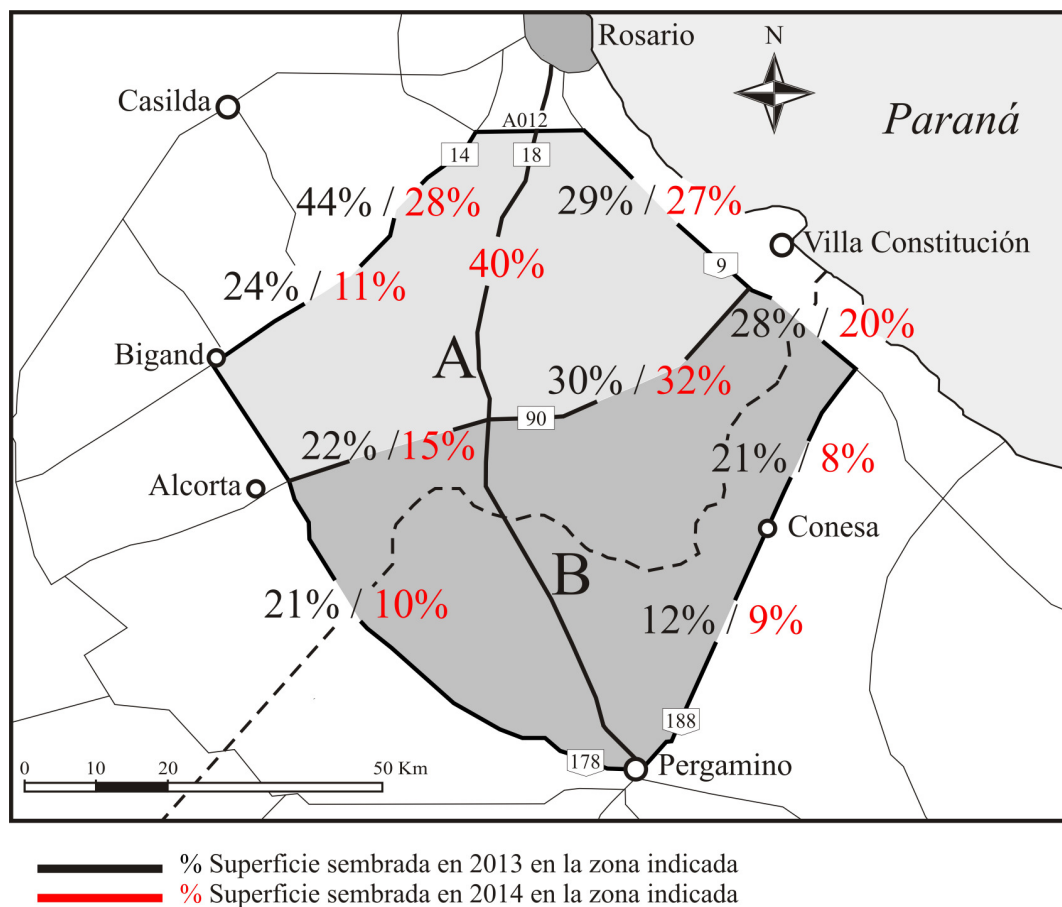 Rosario
N
Casilda
Paraná
A012
14
18
44% / 28%
29% / 27%
Villa Constitución
40%
9
24% / 11%
28% / 20%
Bigand
A
30% / 32%
90
22% / 15%
21% / 8%
Alcorta
Conesa
B
21% / 10%
12% / 9%
188
178
Pergamino
0 10 20 50 Km
% Superficie sembrada en 2013 en la zona indicada
% Superficie sembrada en 2014 en la zona indicada